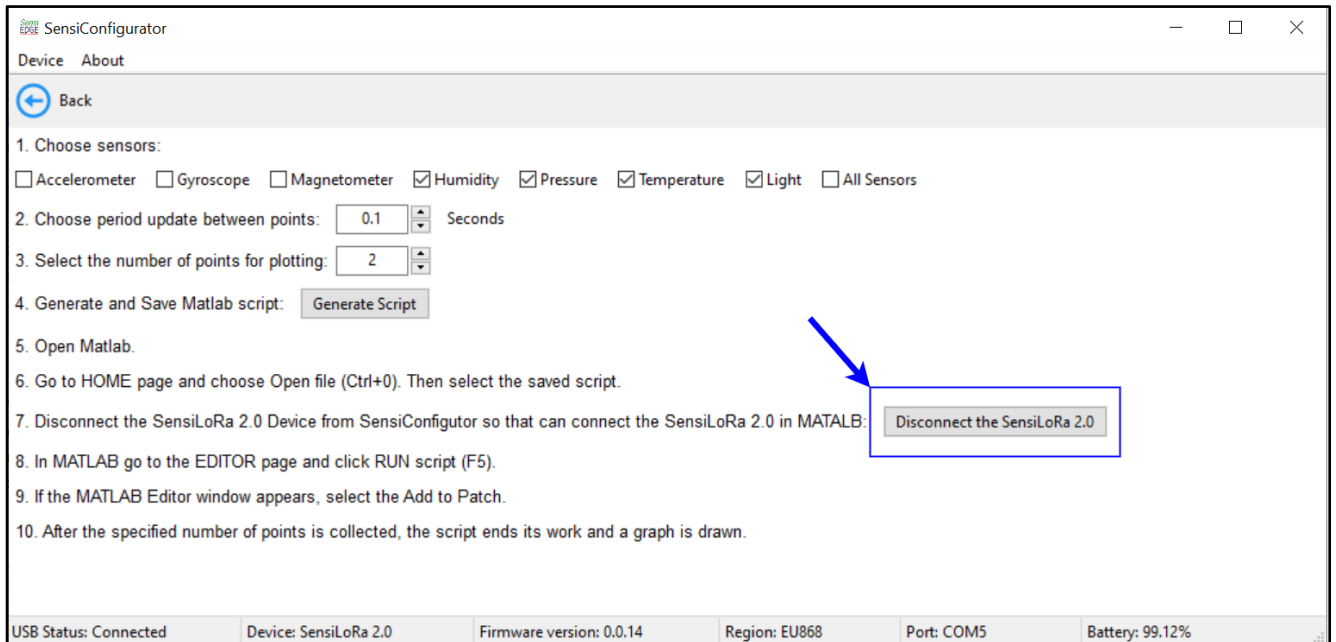 Sensi EDGE SensiConfigurator
Device About
Back
1. Choose sensors:
Accelerometer Gyroscope Magnetometer Humidity Pressure Temperature Light All Sensors
2. Choose period update between points: 0.1 Seconds
3. Select the number of points for plotting: 2
4. Generate and Save Matlab script: Generate Script
5. Open Matlab.
6. Go to HOME page and choose Open file (Ctrl+0). Then select the saved script.
7. Disconnect the SensiLoRa 2.0 Device from SensiConfigutor so that can connect the SensiLoRa 2.0 in MATALB: Disconnect the SensiLoRa 2.0
8. In MATLAB go to the EDITOR page and click RUN script (F5).
9. If the MATLAB Editor window appears, select the Add to Patch.
10. After the specified number of points is collected, the script ends its work and a graph is drawn.
USB Status: Connected Device: SensiLoRa 2.0 Firmware version: 0.0.14 Region: EU868 Port: COM5 Battery: 99.12%